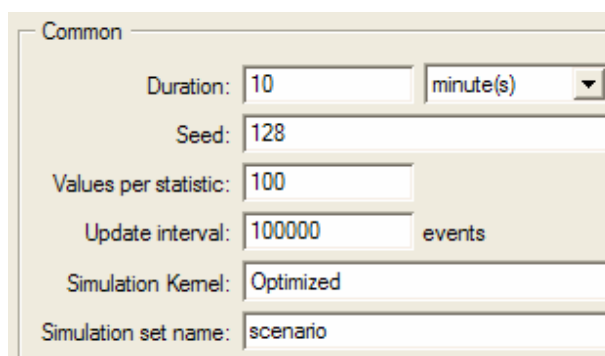 Common
Duration: 10 minute(s)
Seed: 128
Values per statistic: 100
Update interval: 100000 events
Simulation Kernel: Optimized
Simulation set name: scenario